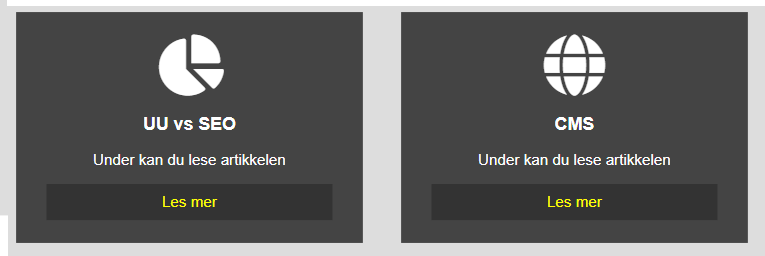 UU vs SEO
Under kan du lese artikkelen
Les mer
CMS
Under kan du lese artikkelen
Les mer